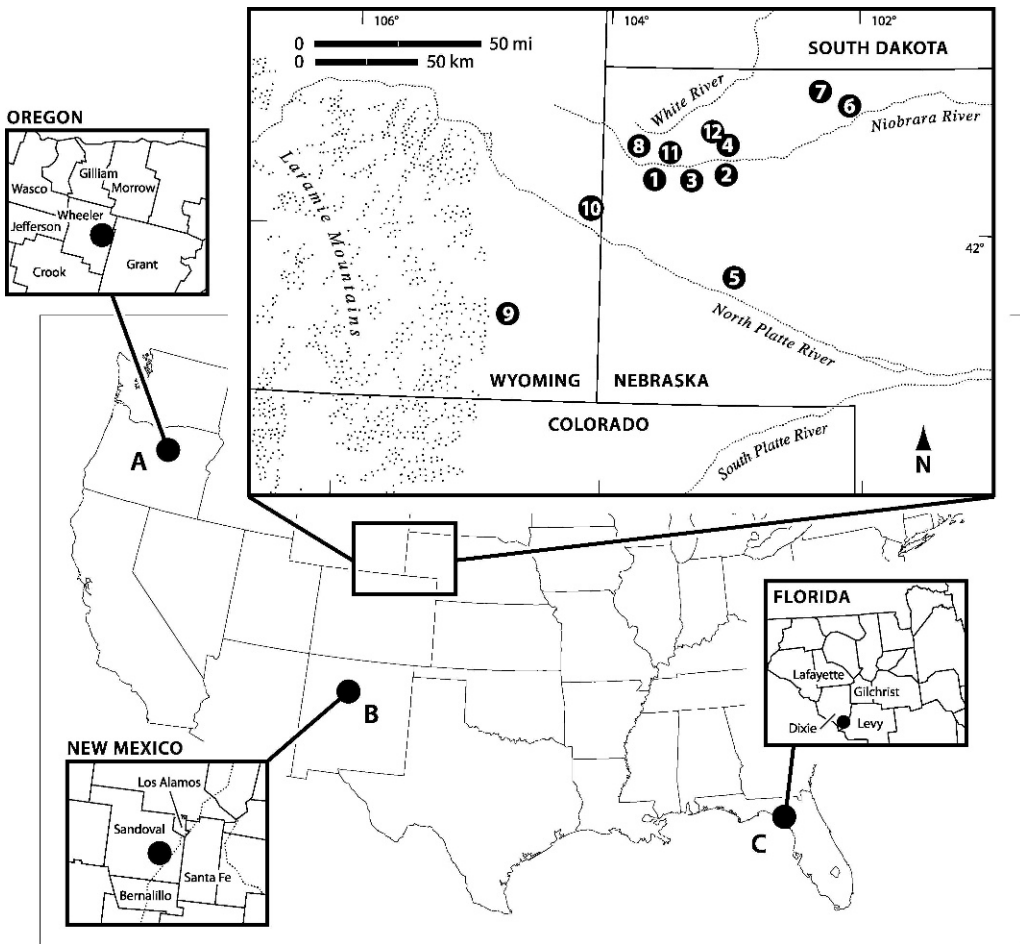 106°
104°
102°
0 50 mi
0 50 km
SOUTH DAKOTA
OREGON
White River
Niobrara River
7
6
12
8
4
11
1
3
2
10
Laramie Mountains
42°
5
9
North Platte River
WYOMING
NEBRASKA
COLORADO
South Platte River
N
Gilliam
Wasco
Morrow
Wheeler
Jefferson
Crook
Grant
A
FLORIDA
Lafayette
Gilchrist
Dixie
Levy
B
NEW MEXICO
Los Alamos
Sandoval
Santa Fe
Bernalillo
C